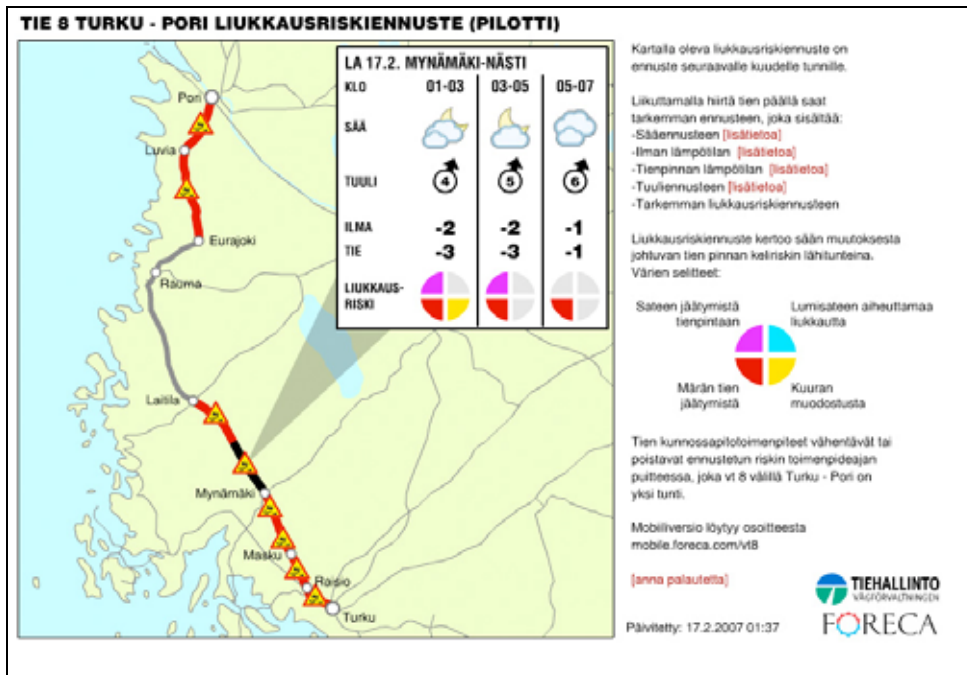 TIE 8 TURKU - PORI LIUKKAUSRISKIENNUSTE (PILOTTI)
LA 17.2. MYNÄMÄKI-NÄSTI
KLO 01-03 03-05 05-07
SÄÄ
TUULI 4 5 6
ILMA -2 -2 -1
TIE -3 -3 -1
LIUKKAUS-
RISKI
Pori
Luvia
Eurajoki
Rauma
Laitila
Mynämäki
Masku
Raisio
Turku
Kartalla oleva liukkausriskiennuste on
ennuste seuraavalle kuudelle tunnille.
Liikuttamalla hiirtä tien päällä saat
tarkemman ennusteen, joka sisältää:
-Sääennusteen [lisätietoa]
-Ilman lämpötilan [lisätietoa]
-Tienpinnan lämpötilan [lisätietoa]
-Tuuliennusteen [lisätietoa]
-Tarkemman liukkausriskiennusteen
Liukkausriskiennuste kertoo sään muutoksesta
johtuvan tien pinnan keliriskin lähitunteina.
Värien selitteet:
Sateen jäätymistä
tienpintaan
Lumisateen aiheuttamaa
liukkautta
Märän tien
jäätymistä
Kuuran
muodostusta
Tien kunnossapitotoimenpiteet vähentävät tai
poistavat ennustetun riskin toimenpideajan
puitteessa, joka vt 8 välillä Turku - Pori on
yksi tunti.
Mobiiliversio löytyy osoitteesta
mobile.foreca.com/vt8
[anna palautetta]
TIEHALLINTO
VÄGFÖRVALTNINGEN
FORECA
Päivitetty: 17.2.2007 01:37